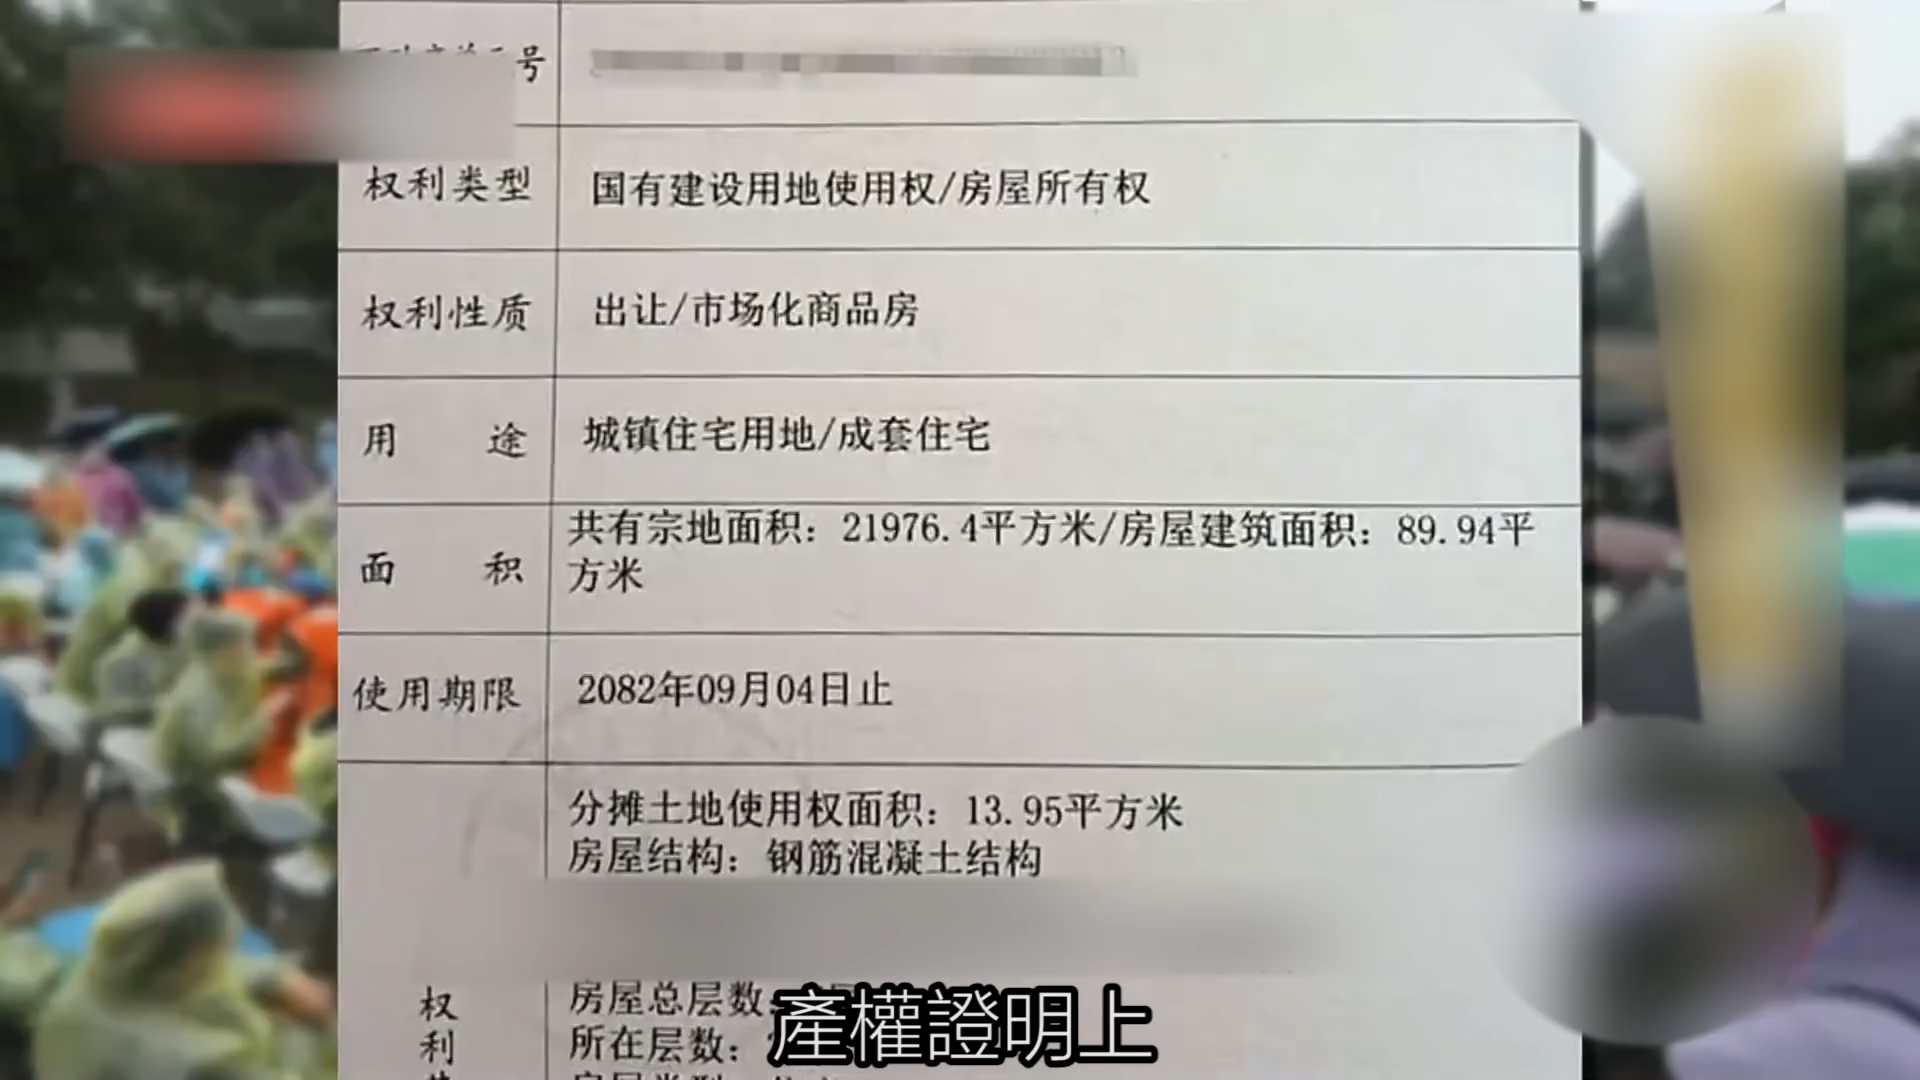 号
权利类型 国有建设用地使用权/房屋所有权
权利性质 出让/市场化商品房
用途 城镇住宅用地/成套住宅
面积 共有宗地面积：21976.4平方米/房屋建筑面积：89.94平
方米
使用期限 2082年09月04日止
分摊土地使用权面积：13.95平方米
房屋结构：钢筋混凝土结构
权 房屋总层数：
利 所在层数：
產權證明上